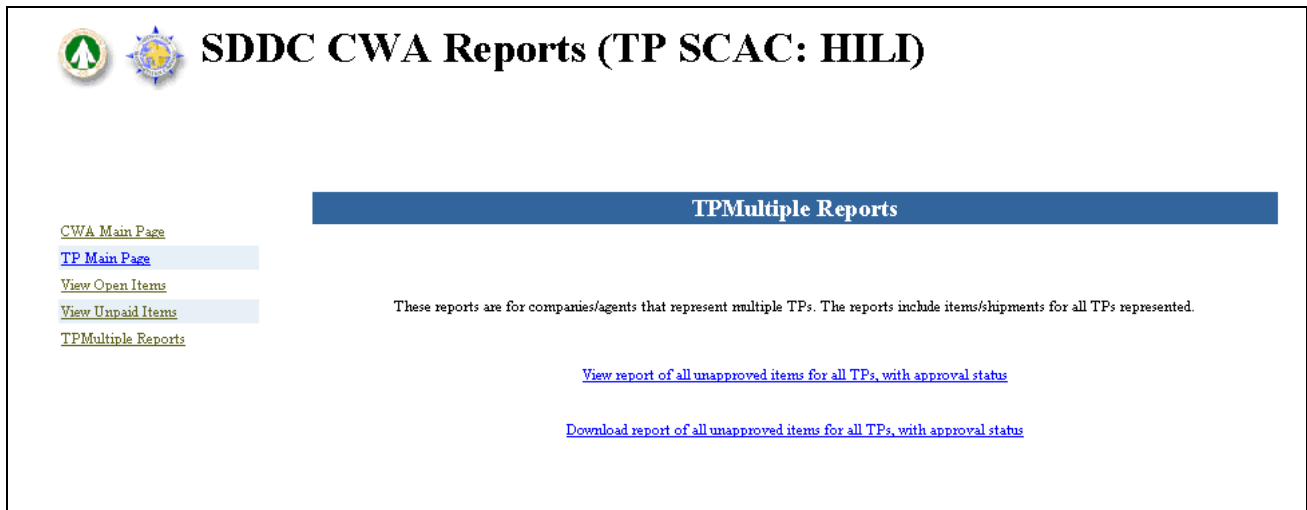 SDDC CWA Reports (TP SCAC: HILI)
TPMultiple Reports
CWA Main Page
TP Main Page
View Open Items
View Unpaid Items
TPMultiple Reports
These reports are for companies/agents that represent multiple TPs. The reports include items/shipments for all TPs represented.
View report of all unapproved items for all TPs, with approval status
Download report of all unapproved items for all TPs, with approval status